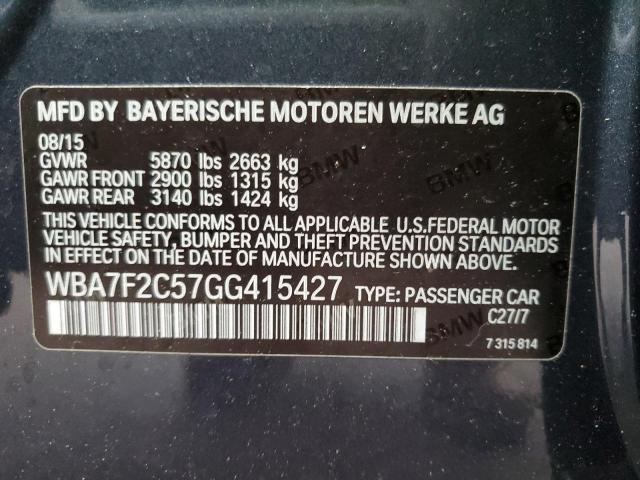 MFD BY BAYERISCHE MOTOREN WERKE AG
08/15
GVWR 5870 lbs 2663 kg
GAWR FRONT 2900 lbs 1315 kg
GAWR REAR 3140 lbs 1424 kg
THIS VEHICLE CONFORMS TO ALL APPLICABLE U.S.FEDERAL MOTOR
VEHICLE SAFETY, BUMPER AND THEFT PREVENTION STANDARDS
IN EFFECT ON THE DATE OF MANUFACTURE SHOWN ABOVE.
WBA7F2C57GG415427 TYPE: PASSENGER CAR
C27/7
7 315 814
BMW
BMW
BMW